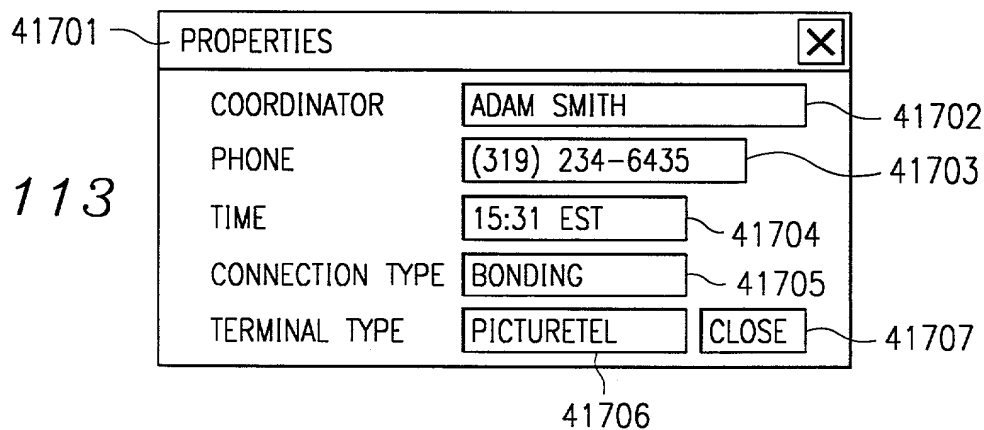 41701 PROPERTIES X
COORDINATOR ADAM SMITH 41702
PHONE (319) 234-6435 41703
113
TIME 15:31 EST 41704
CONNECTION TYPE BONDING 41705
TERMINAL TYPE PICTURETEL CLOSE 41707
41706